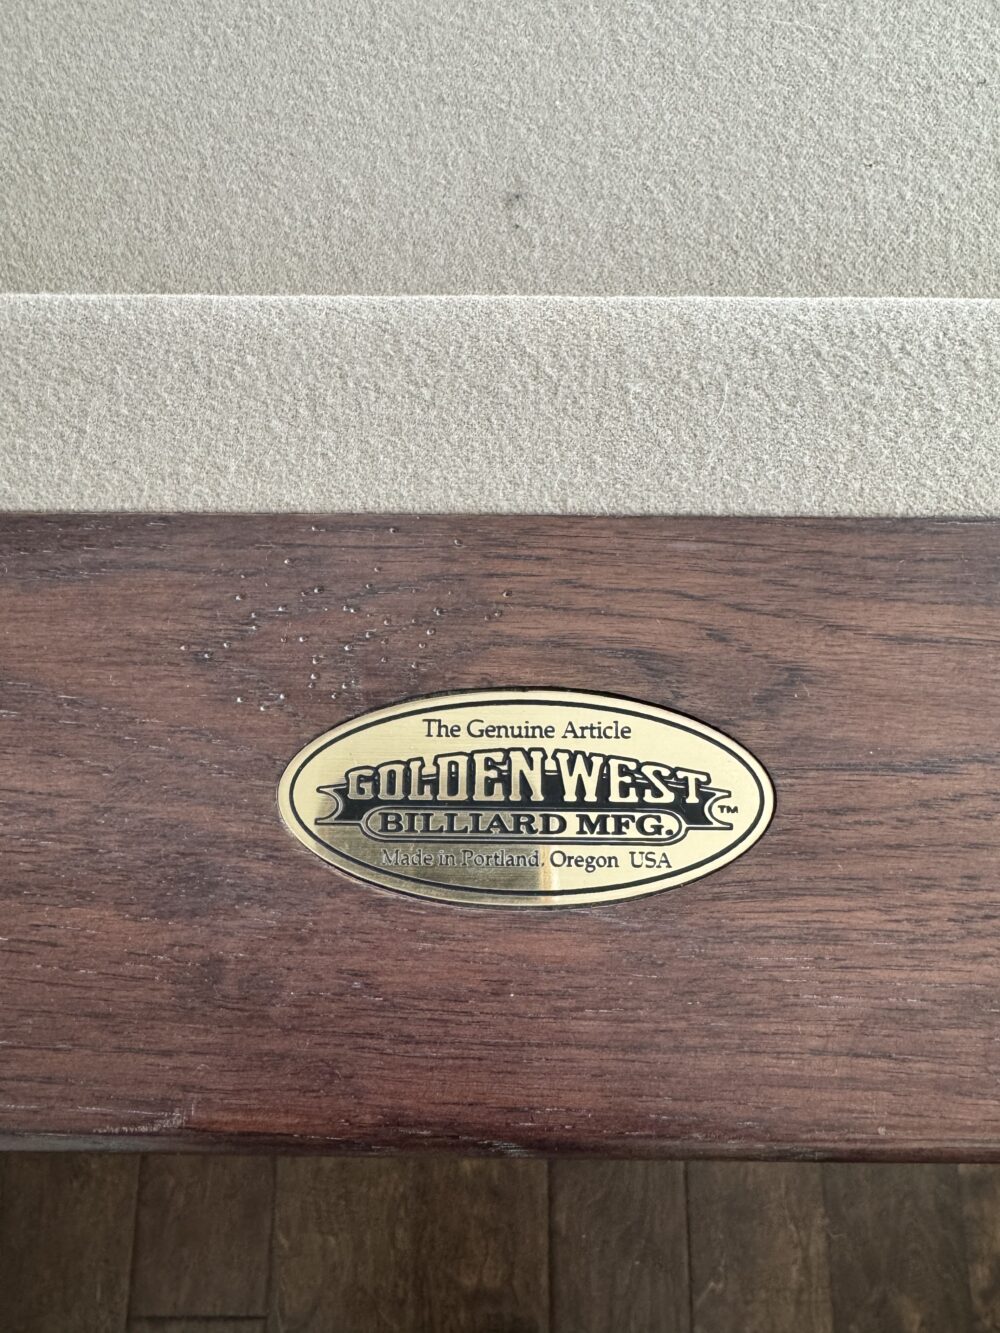 The Genuine Article
GOLDEN WEST
TM
BILLIARD MFG.
Made in Portland, Oregon USA